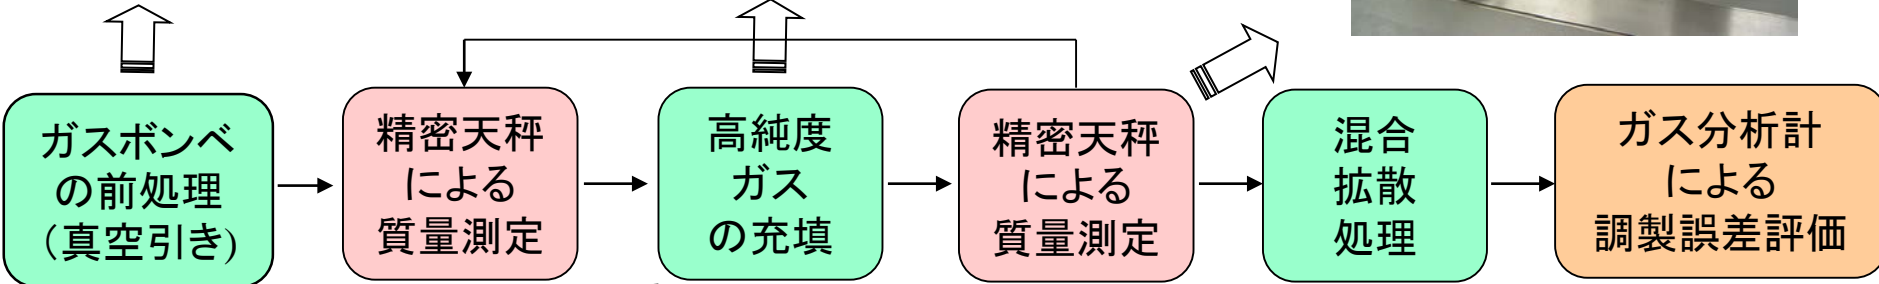 ガスボンベ
の前処理
（真空引き)
精密天秤
による
質量測定
高純度
ガス
の充填
精密天秤
による
質量測定
混合
拡散
処理
ガス分析計
による
調製誤差評価